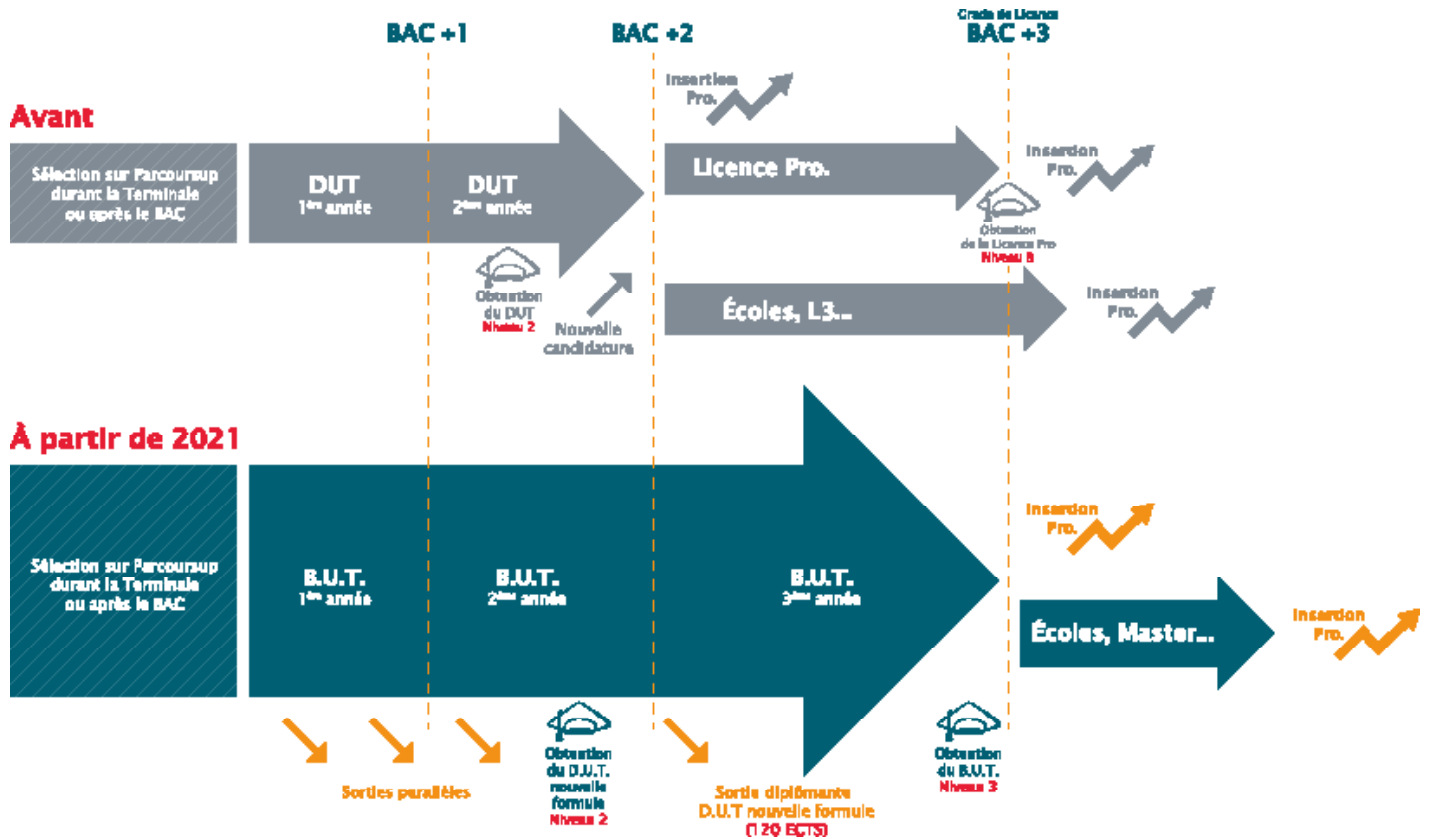 BAC +1
BAC +2
Grade de Licence
BAC +3
Avant
Insertion
Pro.
Sélection sur Parcoursup
durant la Terminale
ou après le BAC
DUT
1ère année
DUT
2ème année
Licence Pro.
Insertion
Pro.
Obtention
de la Licence Pro
Obtention
du DUT
Niveau 2
Nouvelle
candidature
Écoles, L3...
Insertion
Pro.
À partir de 2021
Sélection sur Parcoursup
durant la Terminale
ou après le BAC
B.U.T.
1ère année
B.U.T.
2ème année
B.U.T.
3ème année
Insertion
Pro.
Écoles, Master...
Insertion
Pro.
Sorties parallèles
Obtention
du D.U.T.
nouvelle
formule
Niveau 2
Sortie diplômante
D.U.T nouvelle formule
(120 ECTS)
Obtention
du B.U.T.
Niveau 3